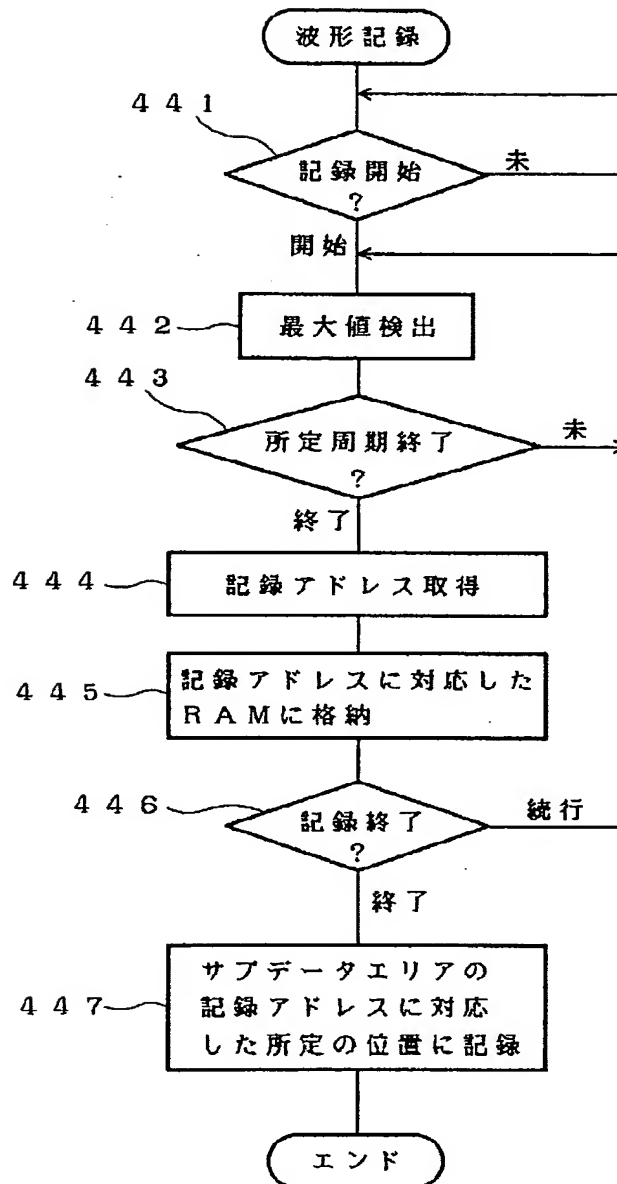 波形記録
441
記録開始
?
未
開始
442
最大値検出
443
所定周期終了
?
未
終了
444
記録アドレス取得
445
記録アドレスに対応した
RAMに格納
446
記録終了
?
続行
終了
447
サブデータエリアの
記録アドレスに対応
した所定の位置に記録
エンド